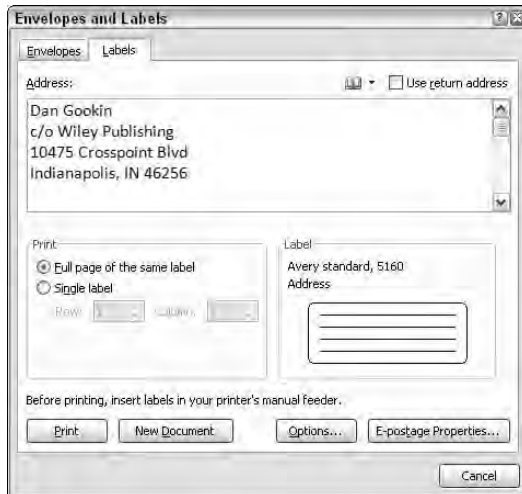 Envelopes and Labels
Envelopes Labels
Address: Use return address
Dan Gookin
c/o Wiley Publishing
10475 Crosspoint Blvd
Indianapolis, IN 46256
Print
Full page of the same label
Single label
Row: 1 Column: 1
Label
Avery standard, 5160
Address
Before printing, insert labels in your printer's manual feeder.
Print New Document Options... E-postage Properties...
Cancel